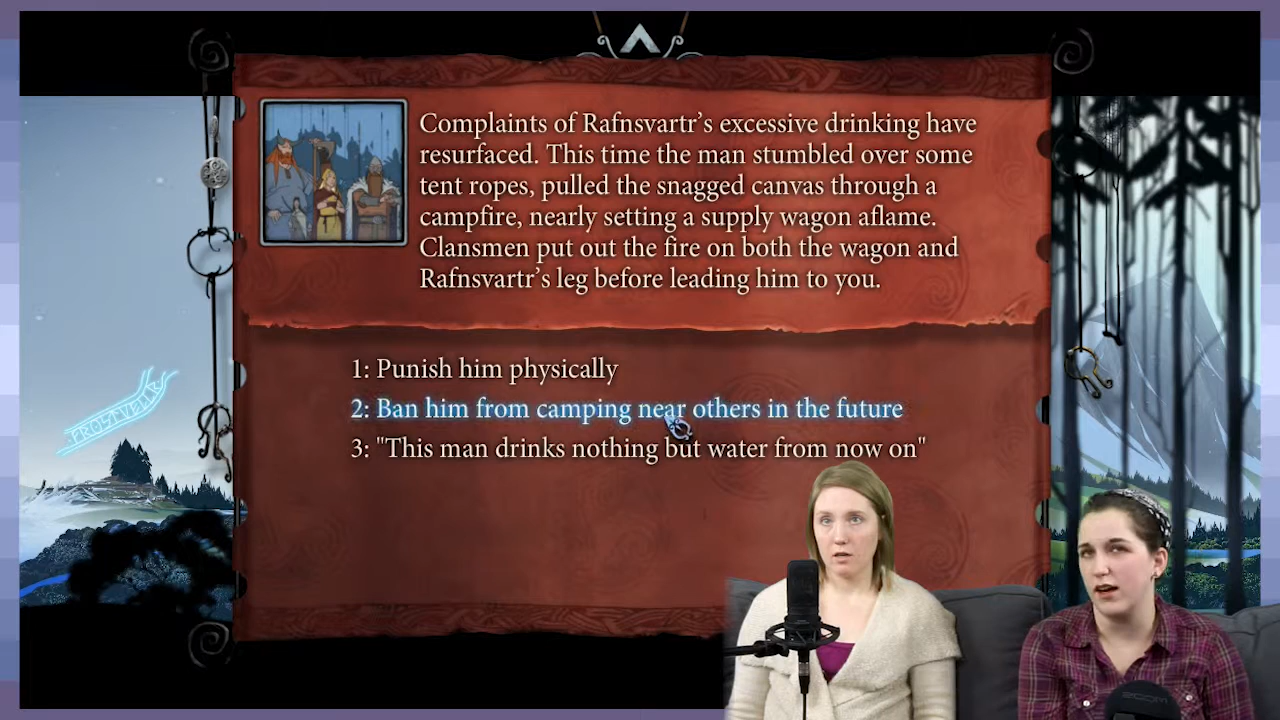 Complaints of Rafnsvartr's excessive drinking have
resurfaced. This time the man stumbled over some
tent ropes, pulled the snagged canvas through a
campfire, nearly setting a supply wagon aflame.
Clansmen put out the fire on both the wagon and
Rafnsvartr's leg before leading him to you.
1: Punish him physically
2: Ban him from camping near others in the future
3: "This man drinks nothing but water from now on"
FROSTVELLR
ZOOM